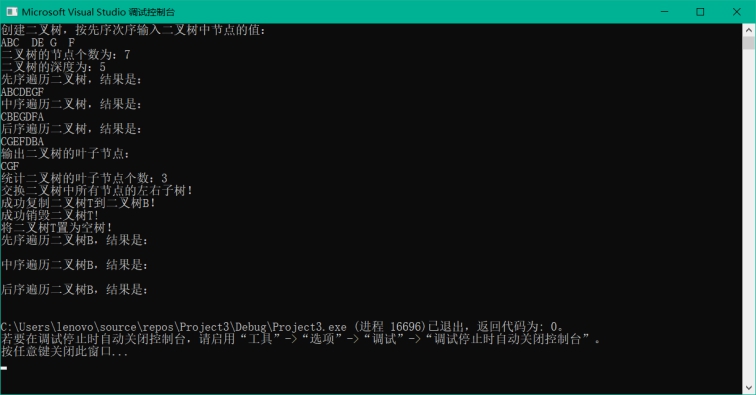 Microsoft Visual Studio 调试控制台
创建二叉树，按先序次序输入二叉树中节点的值：
ABC  DE G  F
二叉树的节点个数为：7
二叉树的深度为：5
先序遍历二叉树，结果是：
ABCDEGF
中序遍历二叉树，结果是：
CBEGDFA
后序遍历二叉树，结果是：
CGEFDBA
输出二叉树的叶子节点：
CGF
统计二叉树的叶子节点个数：3
交换二叉树中所有节点的左右子树！
成功复制二叉树T到二叉树B！
成功销毁二叉树T!
将二叉树T置为空树！
先序遍历二叉树B，结果是：
中序遍历二叉树B，结果是：
后序遍历二叉树B，结果是：
C:\Users\lenovo\source\repos\Project3\Debug\Project3.exe (进程 16696)已退出，返回代码为: 0。
若要在调试停止时自动关闭控制台，请启用“工具”->“选项”->“调试”->“调试停止时自动关闭控制台”。
按任意键关闭此窗口...